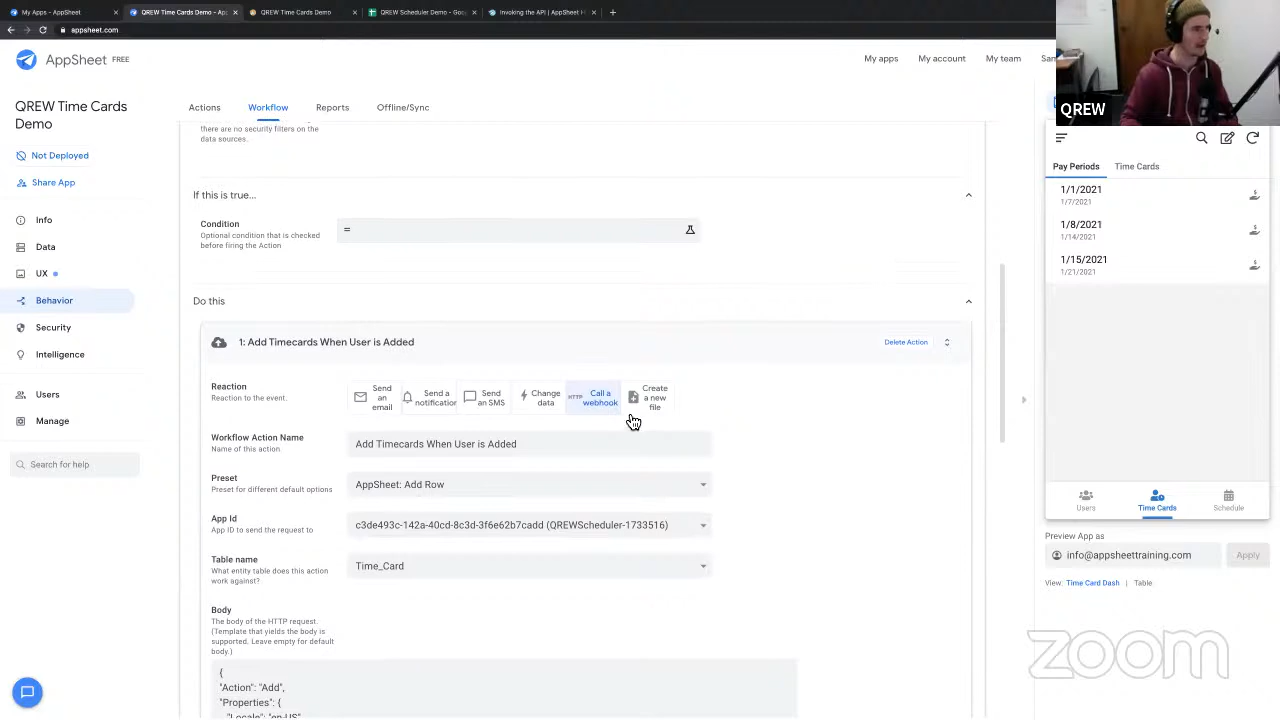 My Apps - AppSheet
QREW Time Cards Demo - Ap
QREW Time Cards Demo
QREW Scheduler Demo - Goo
Invoking the API | AppSheet H
appsheet.com
AppSheet FREE
My apps
My account
My team
Sam
QREW
QREW Time Cards
Demo
Not Deployed
Share App
Info
Data
UX
Behavior
Security
Intelligence
Users
Manage
Search for help
Actions
Workflow
Reports
Offline/Sync
there are no security filters on the
data sources.
If this is true...
Condition
Optional condition that is checked
before firing the Action
=
Do this
1: Add Timecards When User is Added
Delete Action
Reaction
Reaction to the event.
Send
an
email
Send a
notification
Send
an SMS
Change
data
HTTP
Call a
webhook
Create
a new
file
Workflow Action Name
Name of this action.
Add Timecards When User is Added
Preset
Preset for different default options
AppSheet: Add Row
App Id
App ID to send the request to
c3de493c-142a-40cd-8c3d-3f6e62b7cadd (QREWScheduler-1733516)
Table name
What entity table does this action
work against?
Time_Card
Body
The body of the HTTP request.
(Template that yields the body is
supported. Leave empty for default
body.)
{
"Action": "Add",
"Properties": {
"Locale": "en-US"
Pay Periods
Time Cards
1/1/2021
1/7/2021
1/8/2021
1/14/2021
1/15/2021
1/21/2021
Users
Time Cards
Schedule
Preview App as
info@appsheettraining.com
Apply
View: Time Card Dash | Table
zoom